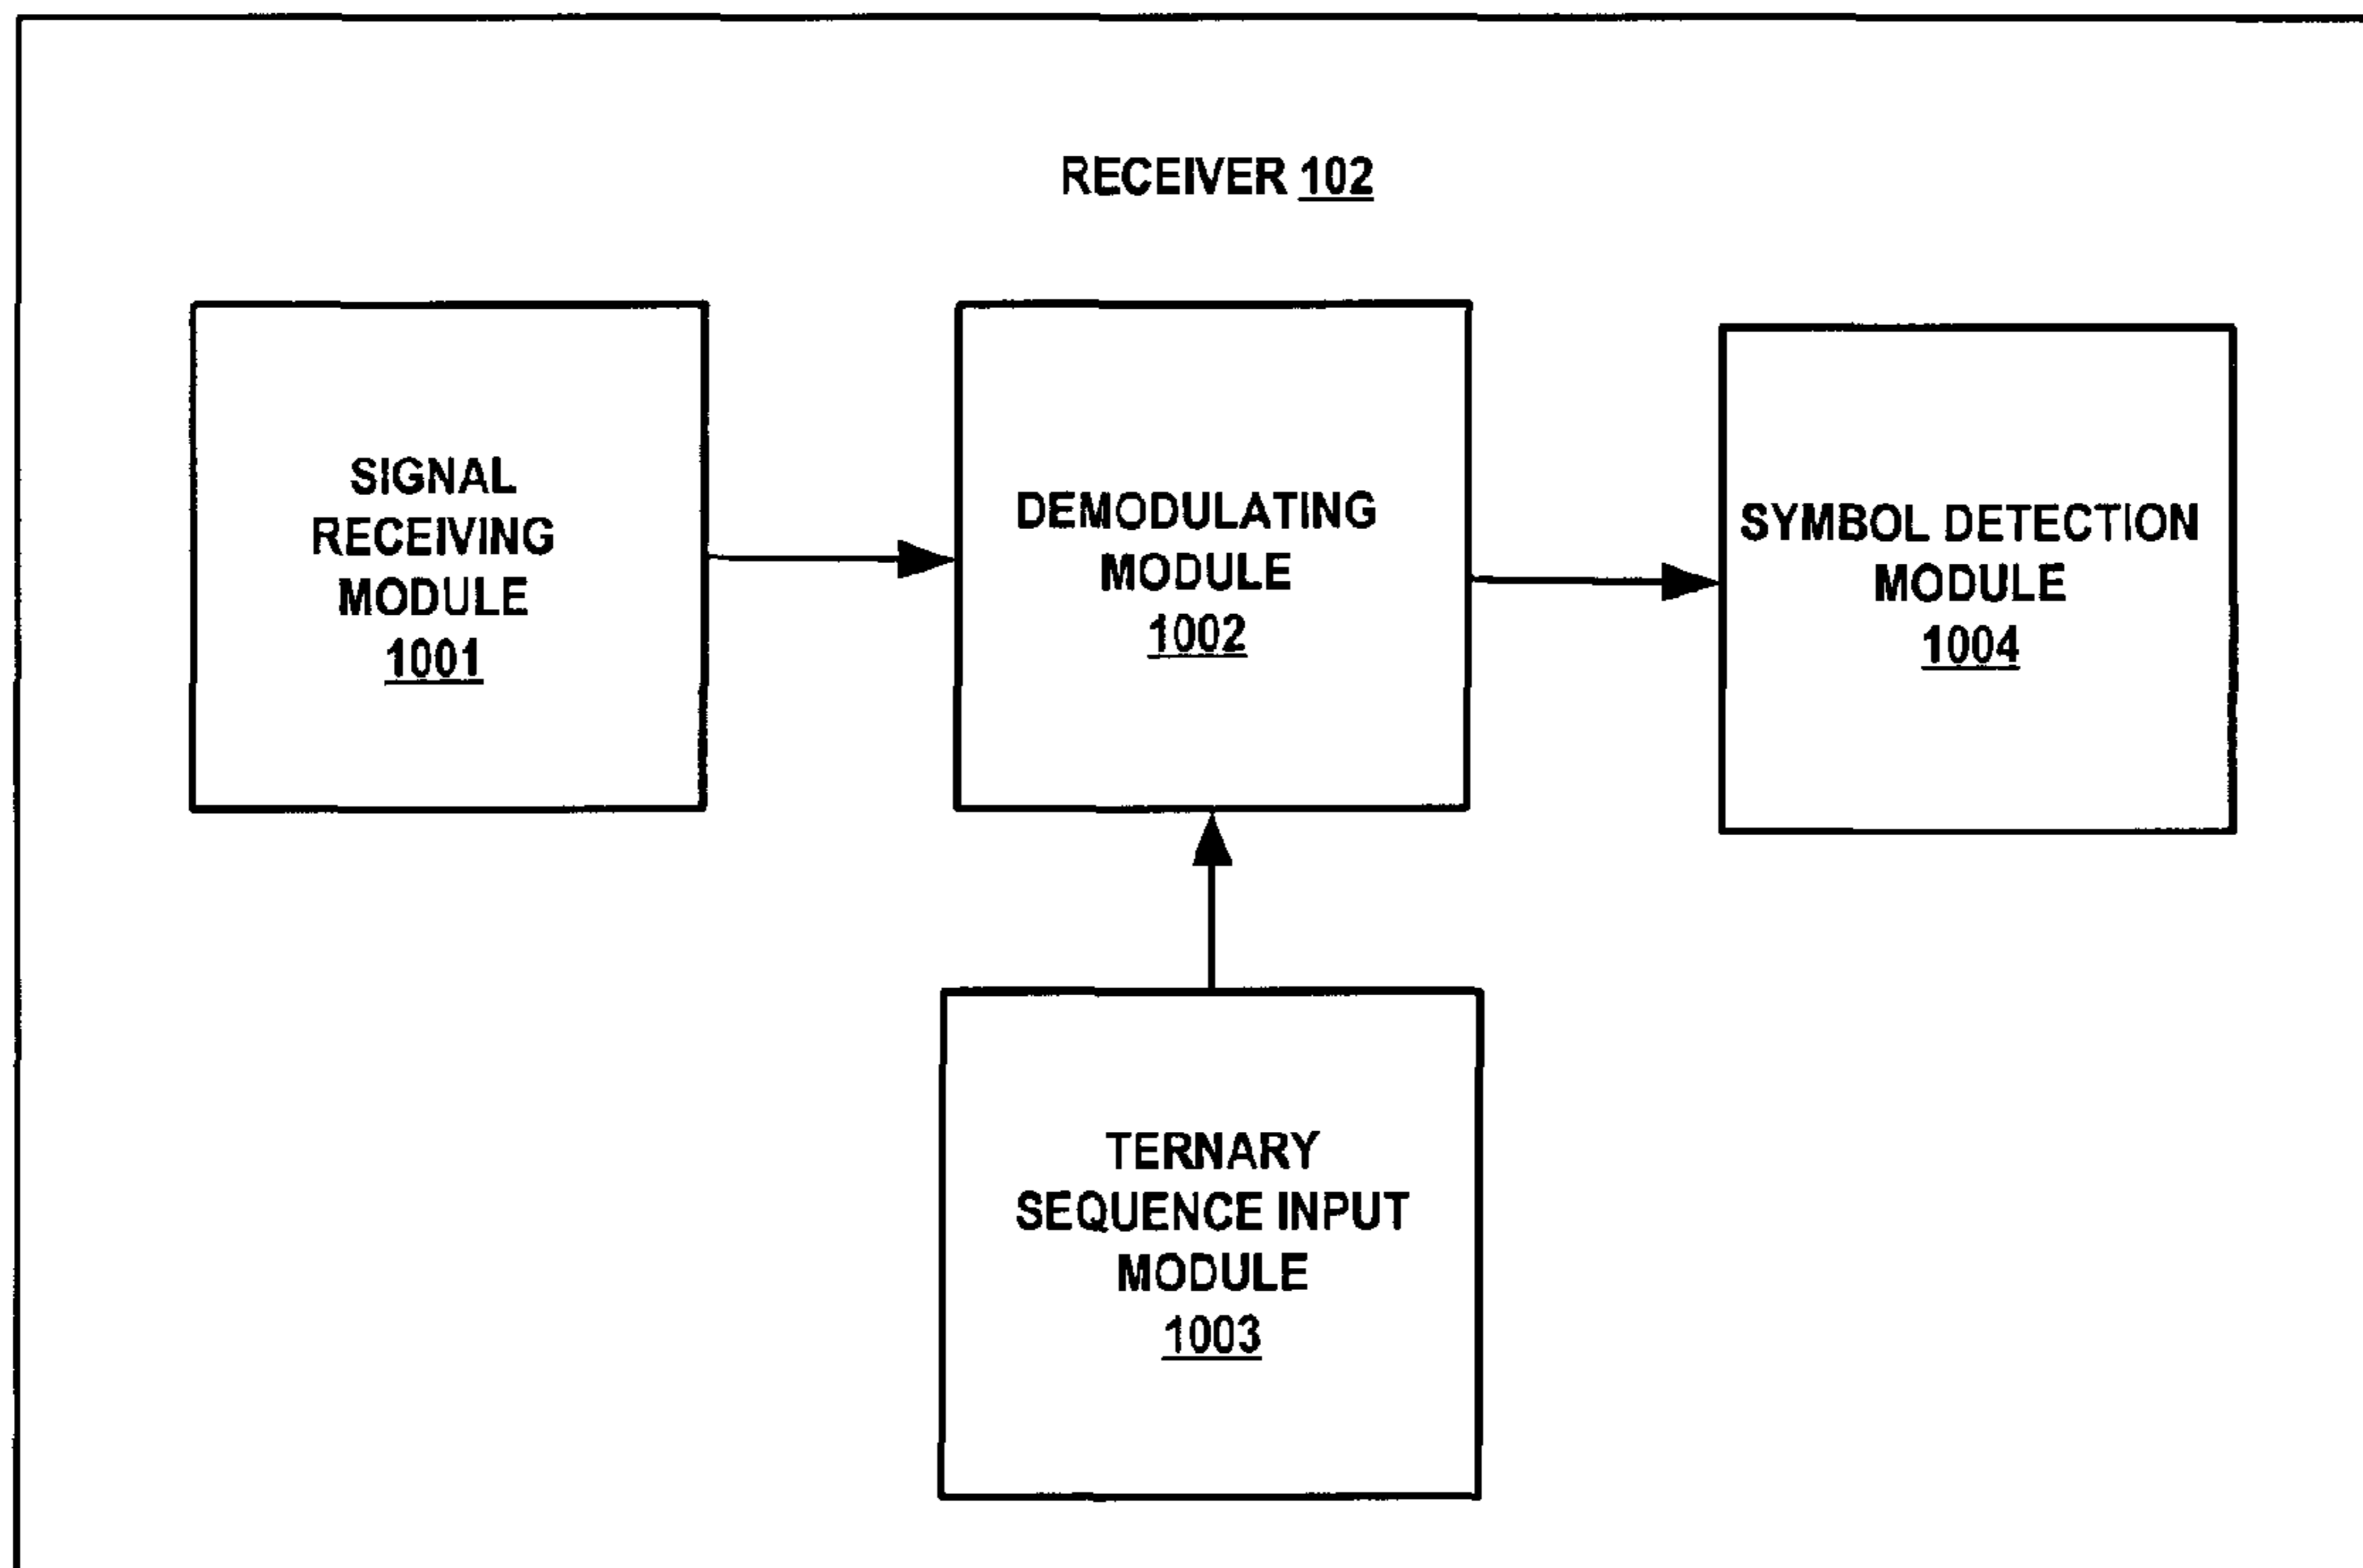 RECEIVER 102
SIGNAL
RECEIVING
MODULE
1001
DEMODULATING
MODULE
1002
SYMBOL DETECTION
MODULE
1004
TERNARY
SEQUENCE INPUT
MODULE
1003